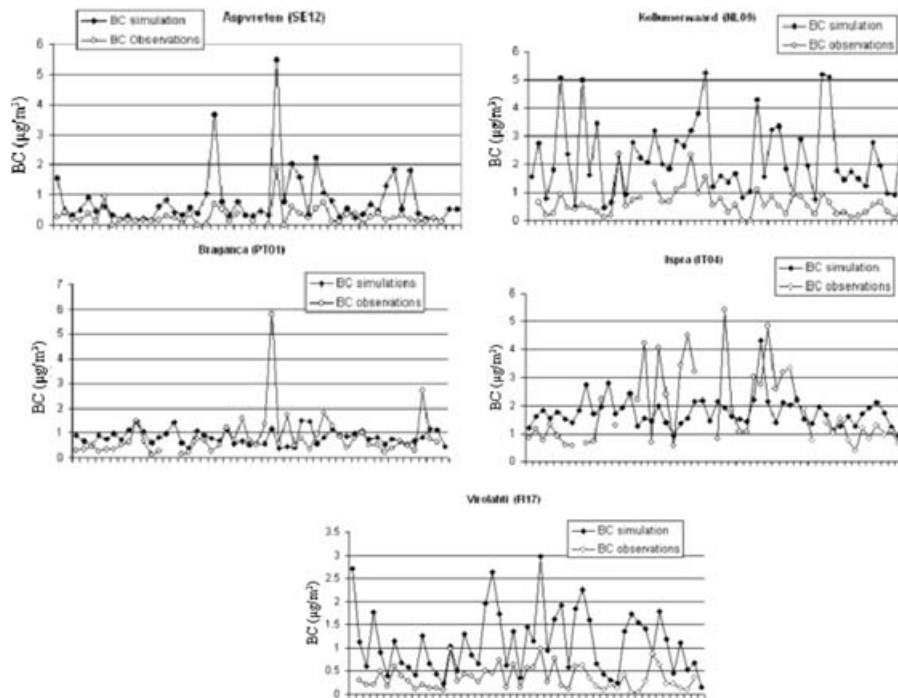 Aspvreten (SE12)
BC simulation
BC Observations
BC (µg/m³)
6
5
4
3
2
1
0
Kollumerwaard (NL09)
BC simulation
BC observations
BC (µg/m³)
6
5
4
3
2
1
0
Braganca (PT01)
BC simulations
BC observations
BC (µg/m³)
7
6
5
4
3
2
1
0
Ispra (IT04)
BC simulation
BC observations
BC (µg/m³)
6
5
4
3
2
1
0
Virolahti (FI17)
BC simulation
BC observations
BC (µg/m³)
3.5
3
2.5
2
1.5
1
0.5
0